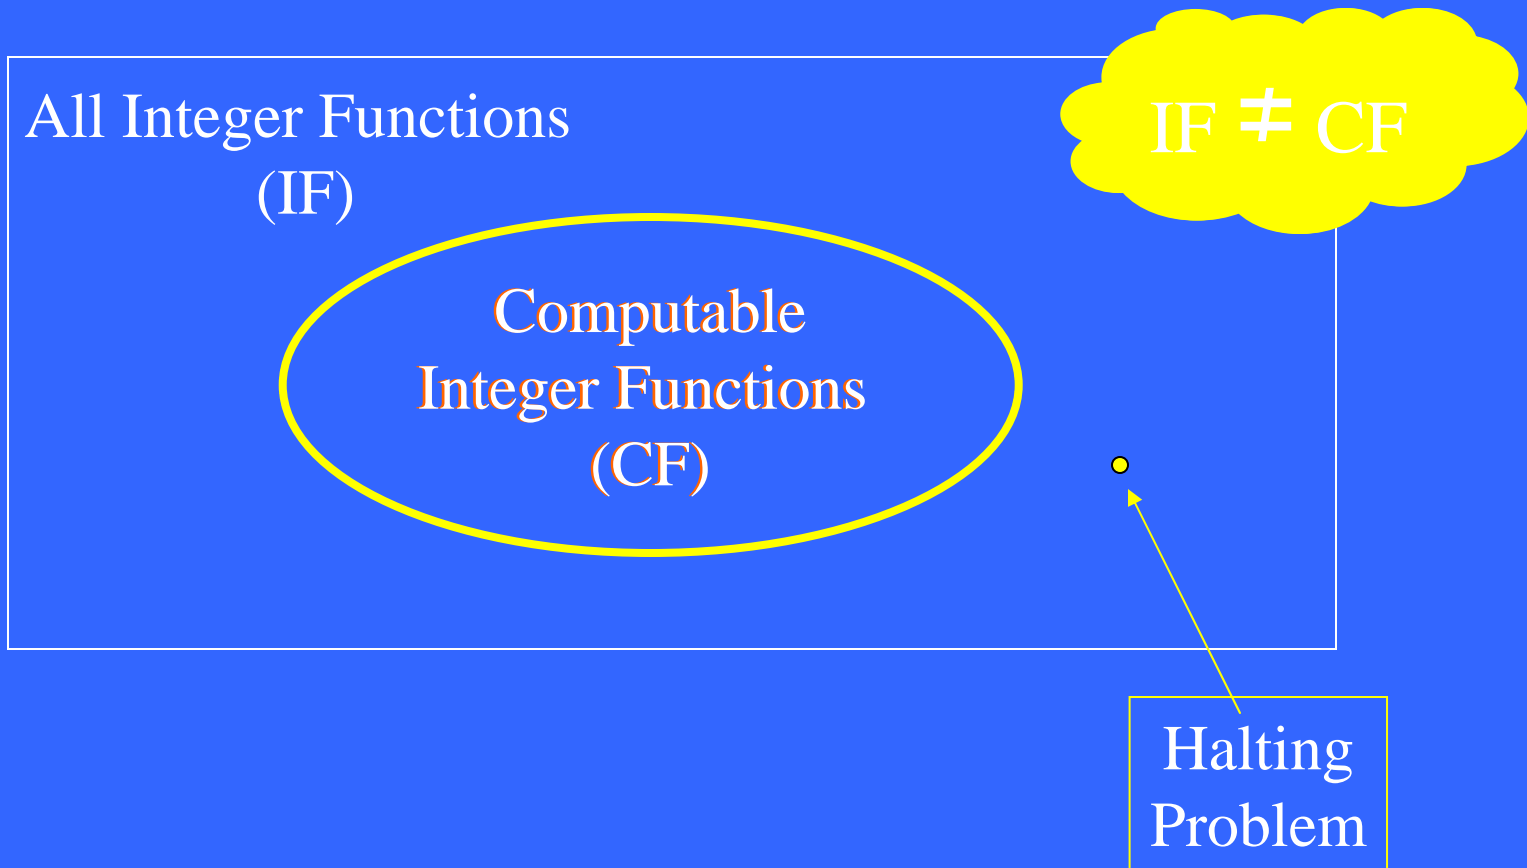 All Integer Functions
(IF)
IF ≠ CF
Computable
Integer Functions
(CF)
Halting
Problem